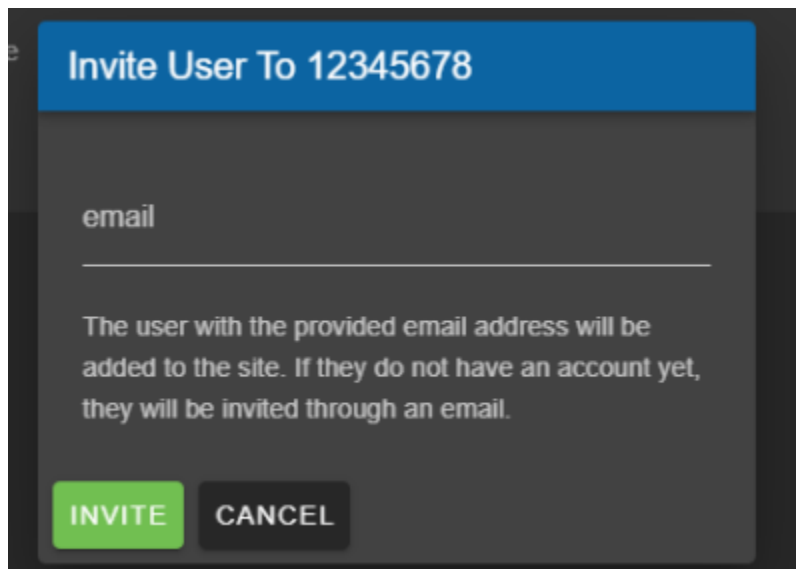 e
Invite User To 12345678
email
The user with the provided email address will be
added to the site. If they do not have an account yet,
they will be invited through an email.
INVITE CANCEL